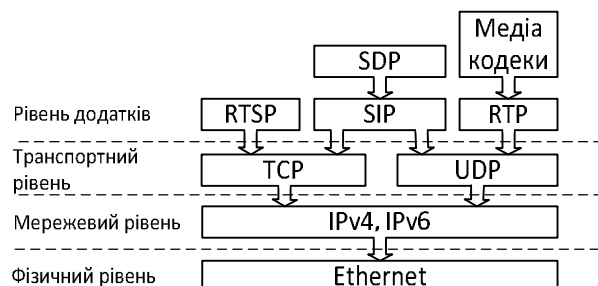 Медіа
кодеки
SDP
Рівень додатків RTSP SIP RTP
Транспортний
рівень
TCP UDP
Мережевий рівень IPv4, IPv6
Фізичний рівень Ethernet